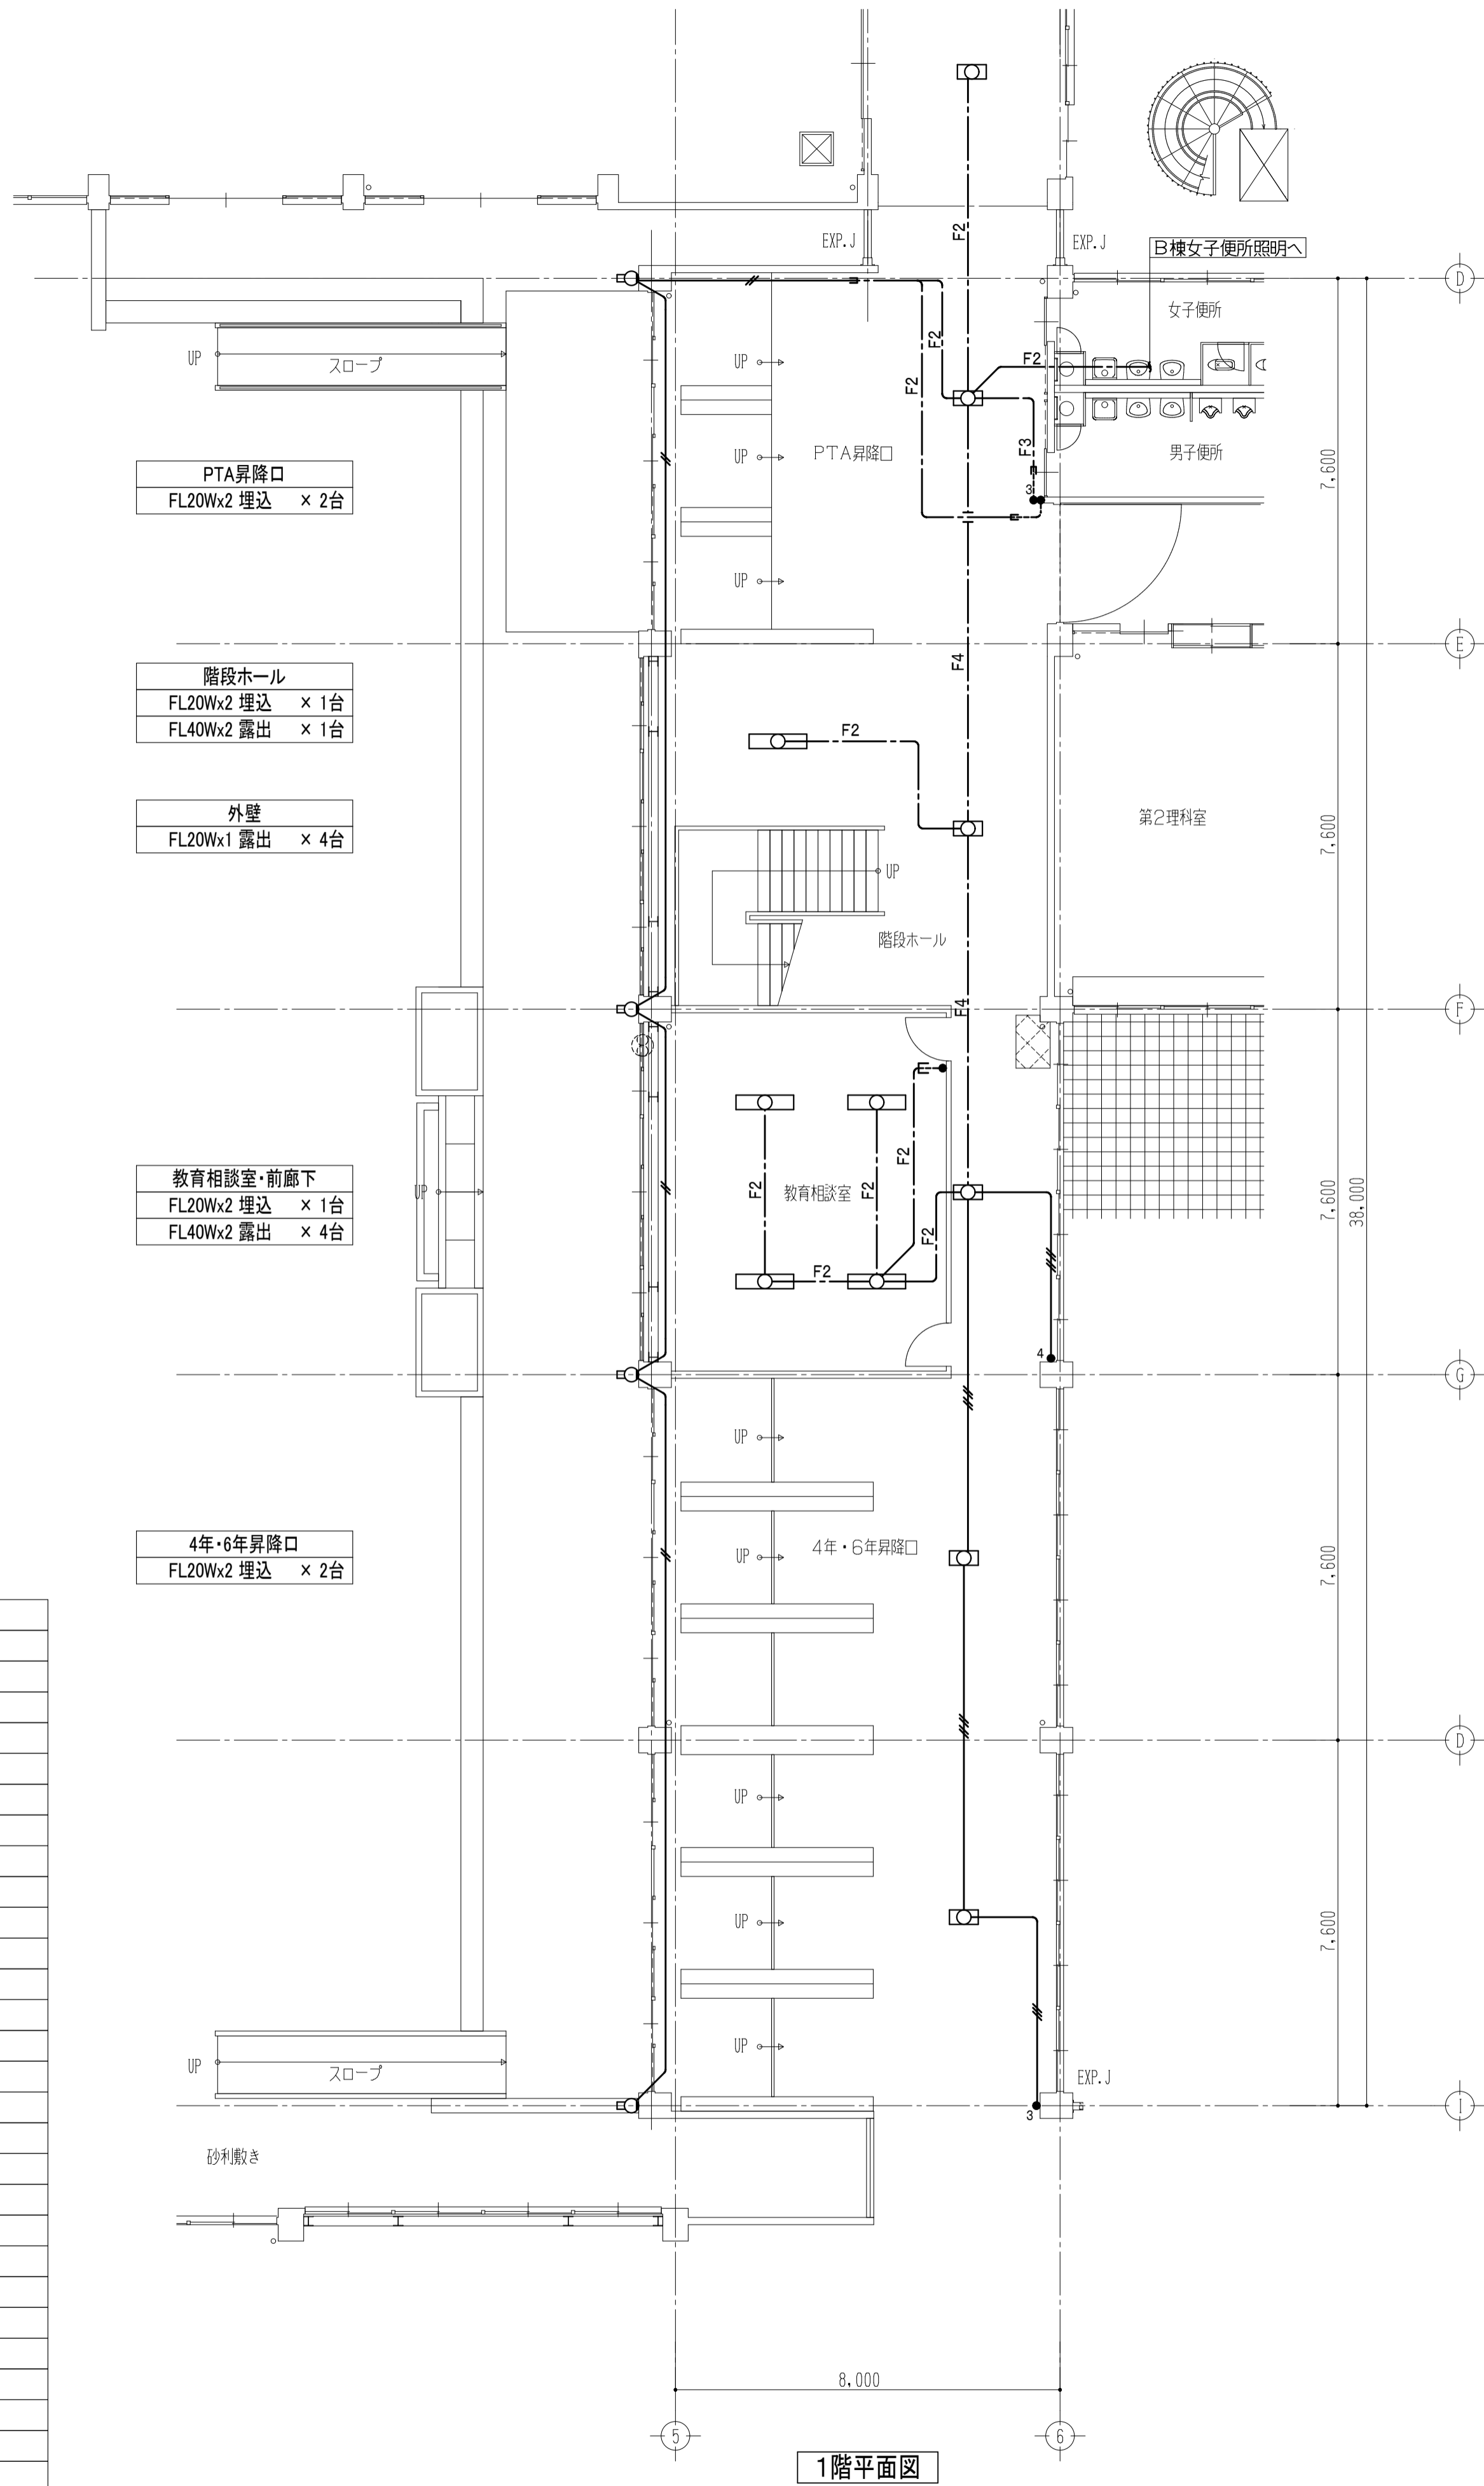 F2
EXP.J
EXP.J
B棟女子便所照明へ
D
女子便所
UP
スロープ
UP
F2
F2
F2
PTA昇降口
FL20Wx2 埋込 × 2台
UP
PTA昇降口
F3
男子便所
7,600
3
UP
E
階段ホール
FL20Wx2 埋込 × 1台
FL40Wx2 露出 × 1台
F4
F2
外壁
FL20Wx1 露出 × 4台
第2理科室
7,600
UP
階段ホール
F4
F
F2
教育相談室・前廊下
FL20Wx2 埋込 × 1台
FL40Wx2 露出 × 4台
UP
F2
教育相談室
F2
F2
F2
7,600
38,000
4
G
UP
4年・6年昇降口
FL20Wx2 埋込 × 2台
UP
4年・6年昇降口
7,600
D
UP
UP
7,600
UP
スロープ
UP
EXP.J
3
I
砂利敷き
8,000
5
6
1階平面図